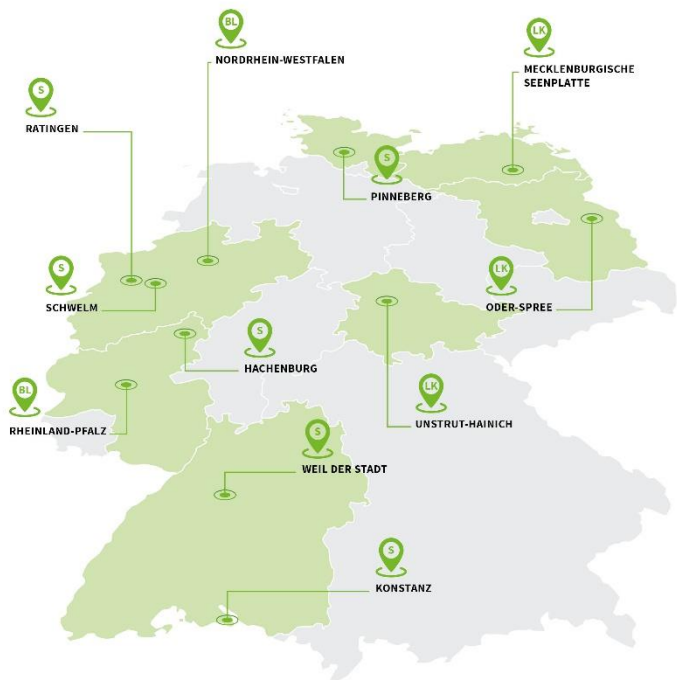 BL
NORDRHEIN-WESTFALEN
LK
MECKLENBURGISCHE
SEENPLATTE
S
RATINGEN
S
PINNEBERG
S
SCHWELM
LK
ODER-SPREE
S
HACHENBURG
BL
RHEINLAND-PFALZ
LK
UNSTRUT-HAINICH
S
WEIL DER STADT
S
KONSTANZ